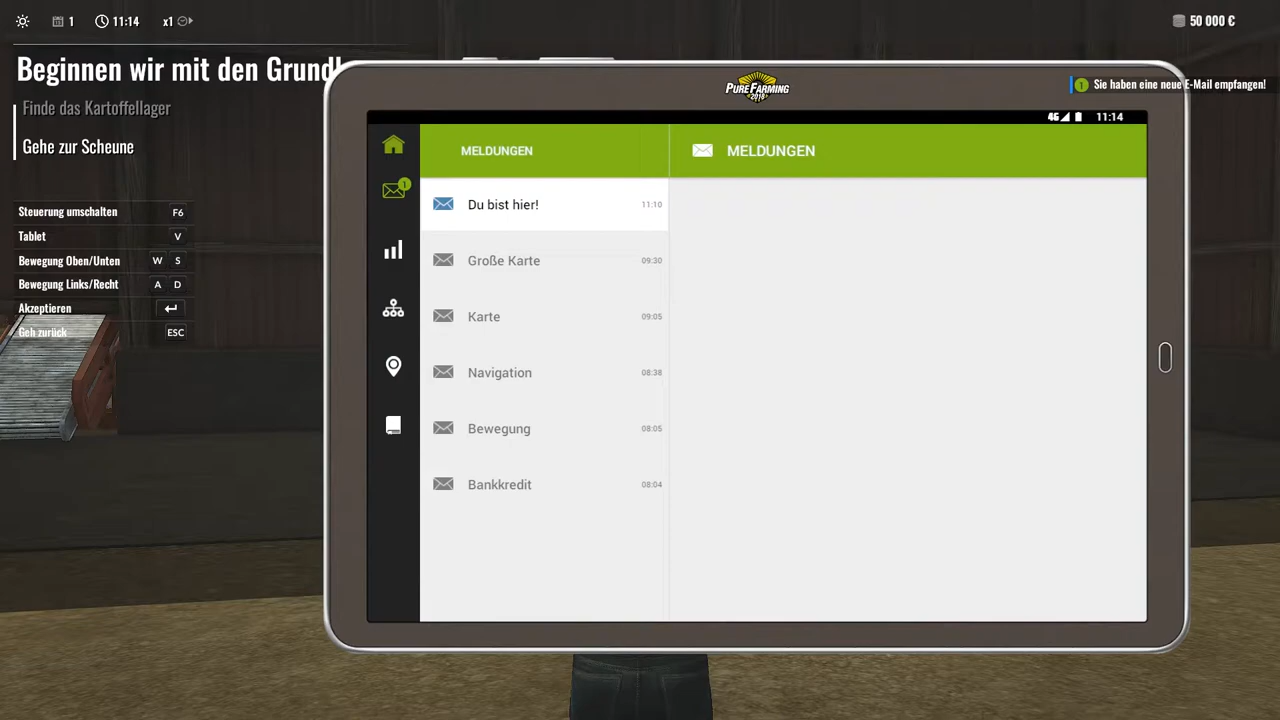 1
11:14
x1
50 000 €
Beginnen wir mit den Grundl
Finde das Kartoffellager
Gehe zur Scheune
Steuerung umschalten F6
Tablet V
Bewegung Oben/Unten W S
Bewegung Links/Recht A D
Akzeptieren
Geh zurück ESC
PURE FARMING
2018
1 Sie haben eine neue E-Mail empfangen!
4G 11:14
MELDUNGEN
MELDUNGEN
1
Du bist hier! 11:10
Große Karte 09:30
Karte 09:05
Navigation 08:38
Bewegung 08:05
Bankkredit 08:04